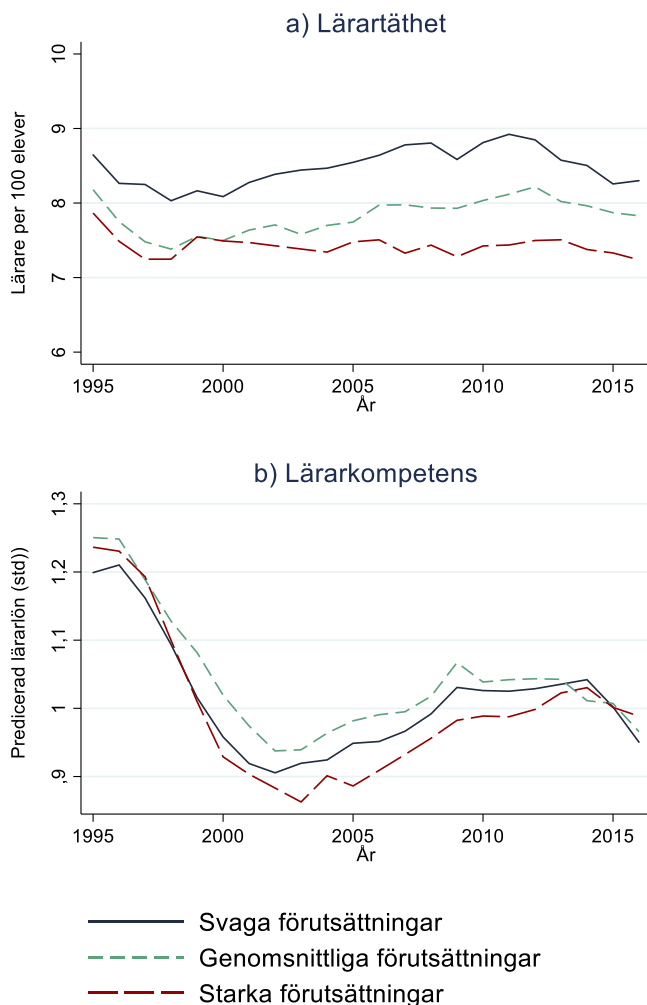 a) Lärartäthet
Lärare per 100 elever
10
9
8
7
6
1995
2000
2005
2010
2015
År
b) Lärarkompetens
Predicerad lärarlön (std))
1,3
1,2
1,1
1
,9
1995
2000
2005
2010
2015
År
Svaga förutsättningar
Genomsnittliga förutsättningar
Starka förutsättningar